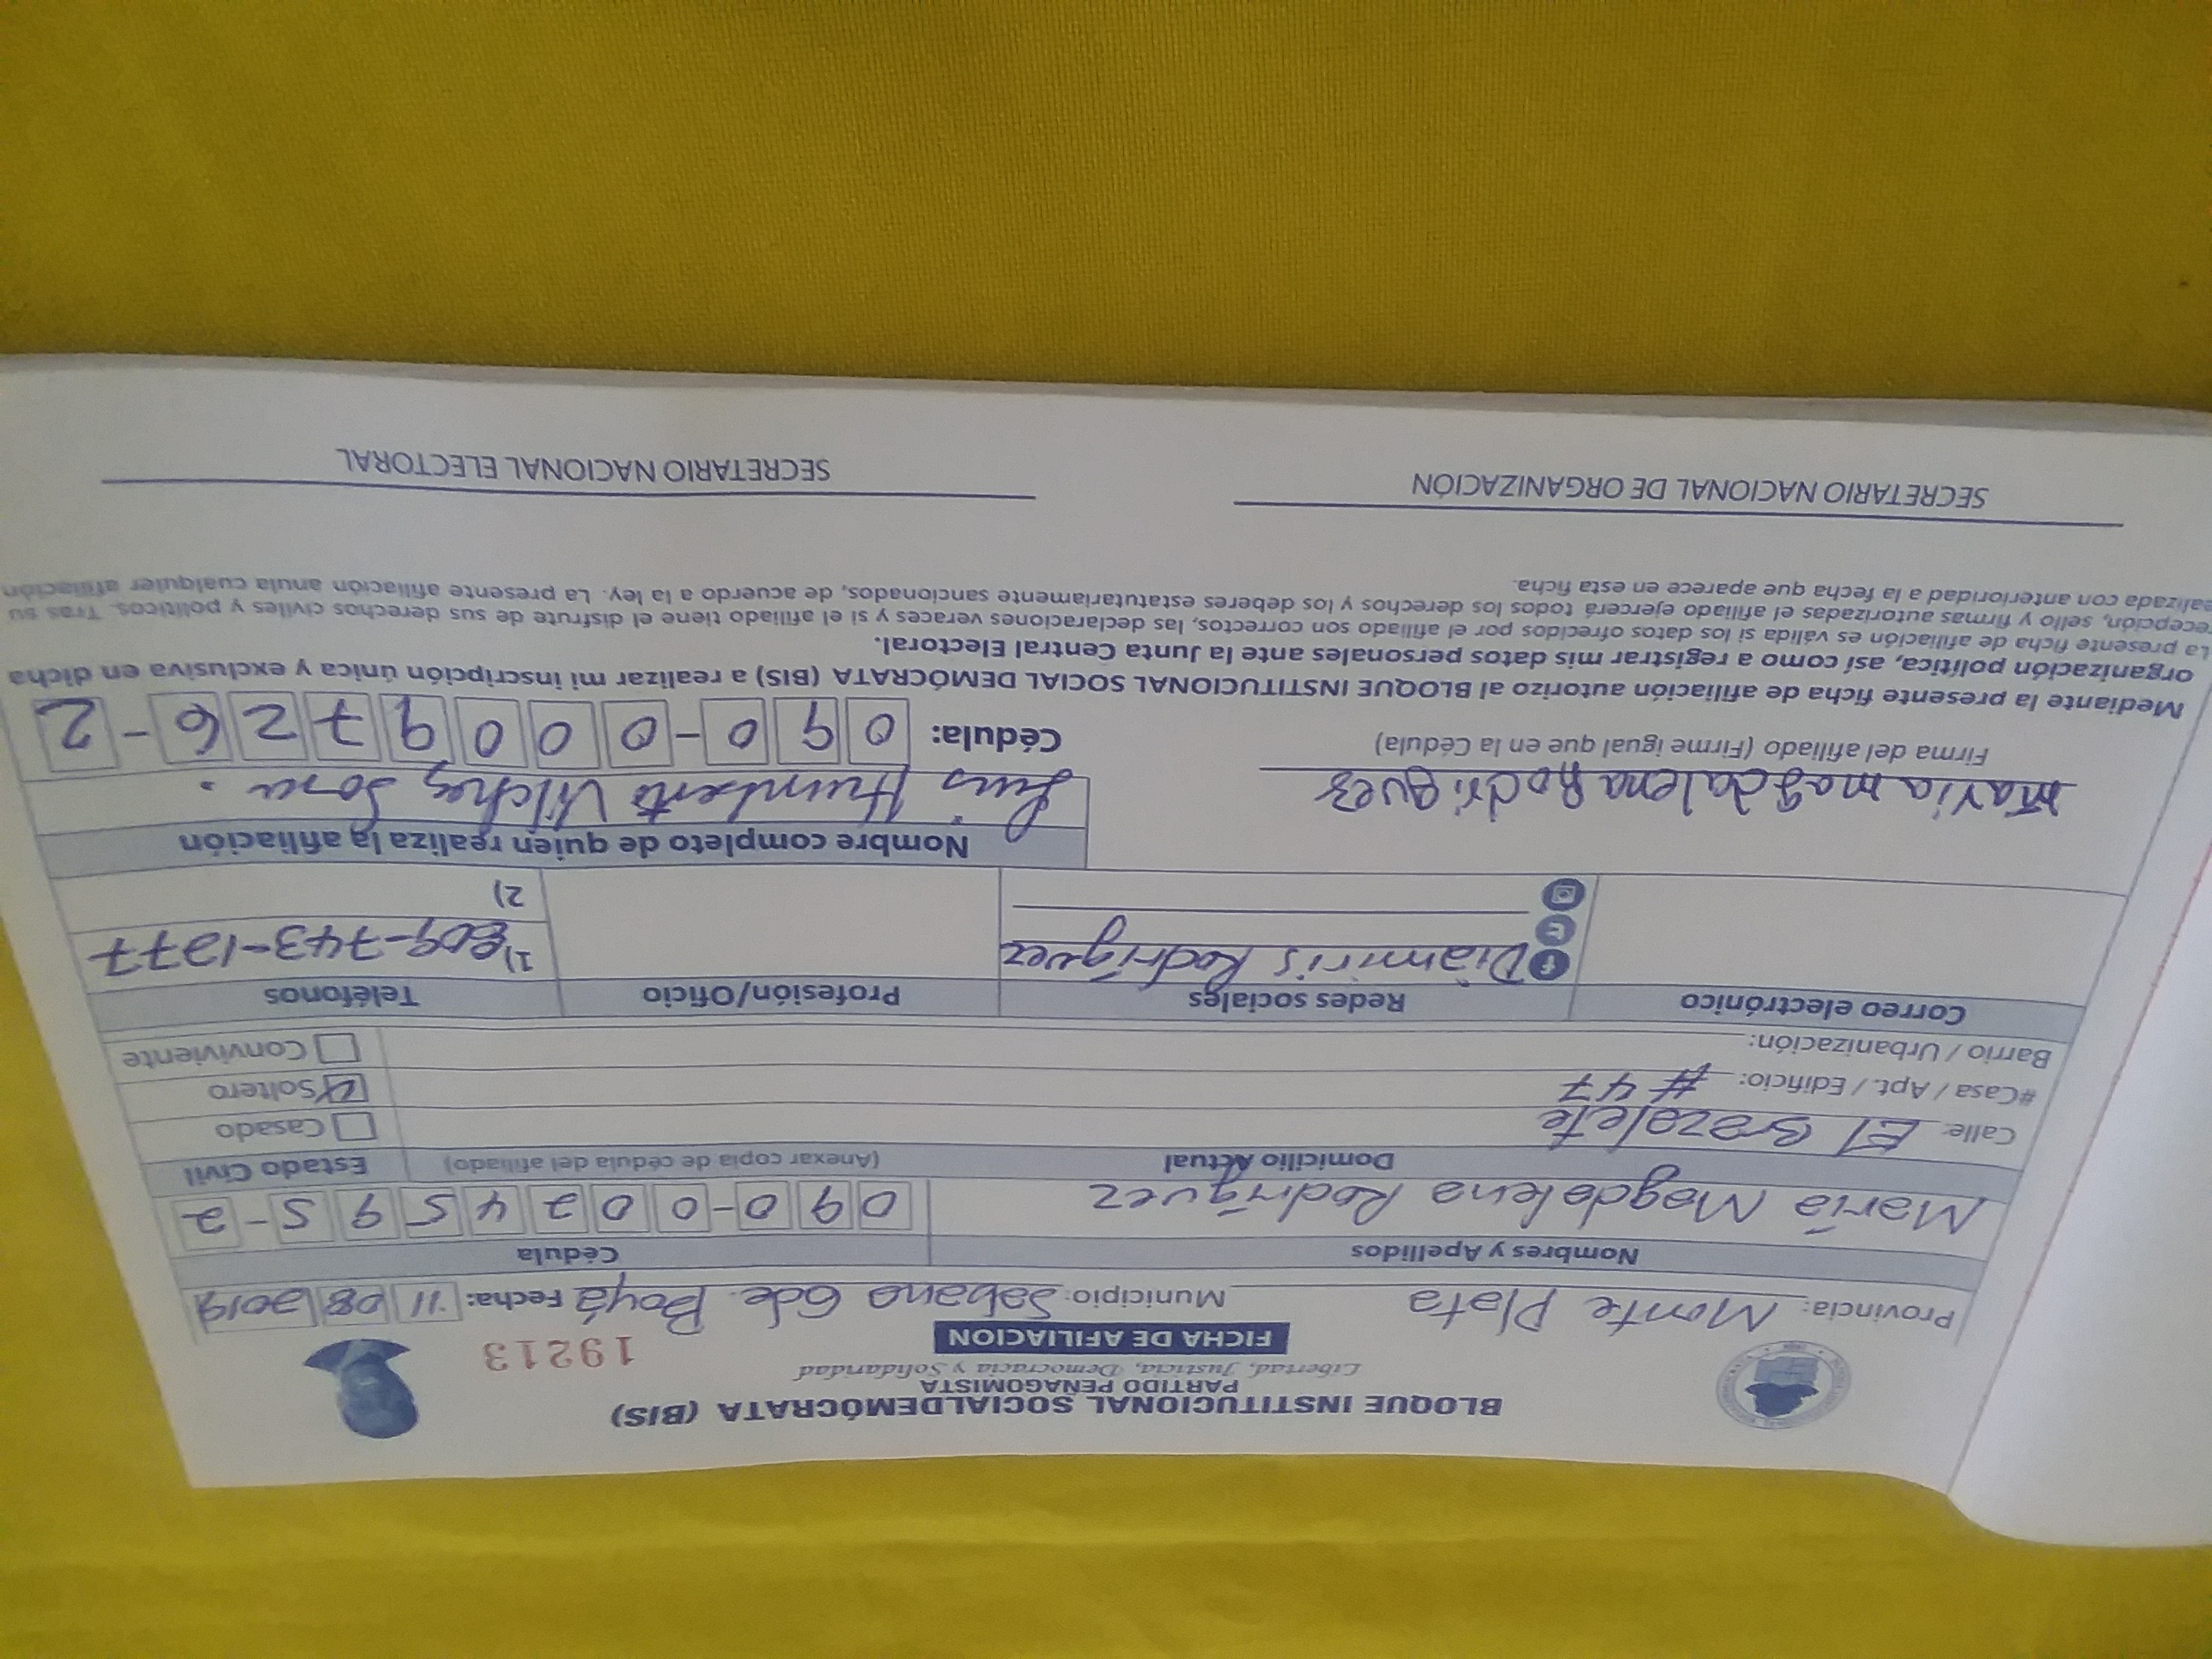 BLOQUE INSTITUCIONAL SOCIALDEMÓCRATA (BIS)
PARTIDO PEÑAGOMISTA
Libertad, Justicia, Democracia y Solidaridad
FICHA DE AFILIACION
19213
Provincia: Monte Plata Municipio: Sabana Gde. Boyá Fecha: 11 08 2019
Nombres y Apellidos Cédula
María Magdalena Rodríguez 090-0024595-2
Domicilio Actual (Anexar copia de cédula del afiliado) Estado Civil
Calle: El Brazalete Casado
#Casa / Apt. / Edificio: #47 Soltero
Barrio / Urbanización: Conviviente
Correo electrónico Redes sociales Profesión/Oficio Teléfonos
Diamiris Rodríguez 1) 809-743-1277
2)
Nombre completo de quien realiza la afiliación
Maria magdalena Rodriguez Luis Humberto Vilchez Sosa.
Firma del afiliado (Firme igual que en la Cédula) Cédula: 090-0009726-2
Mediante la presente ficha de afiliación autorizo al BLOQUE INSTITUCIONAL SOCIAL DEMÓCRATA (BIS) a realizar mi inscripción única y exclusiva en dicha
organización política, así como a registrar mis datos personales ante la Junta Central Electoral.
La presente ficha de afiliación es válida si los datos ofrecidos por el afiliado son correctos, las declaraciones veraces y si el afiliado tiene el disfrute de sus derechos civiles y políticos. Tras su
recepción, sello y firmas autorizadas el afiliado ejercerá todos los derechos y los deberes estatutariamente sancionados, de acuerdo a la ley. La presente afiliación anula cualquier afiliación
realizada con anterioridad a la fecha que aparece en esta ficha.
SECRETARIO NACIONAL DE ORGANIZACIÓN SECRETARIO NACIONAL ELECTORAL